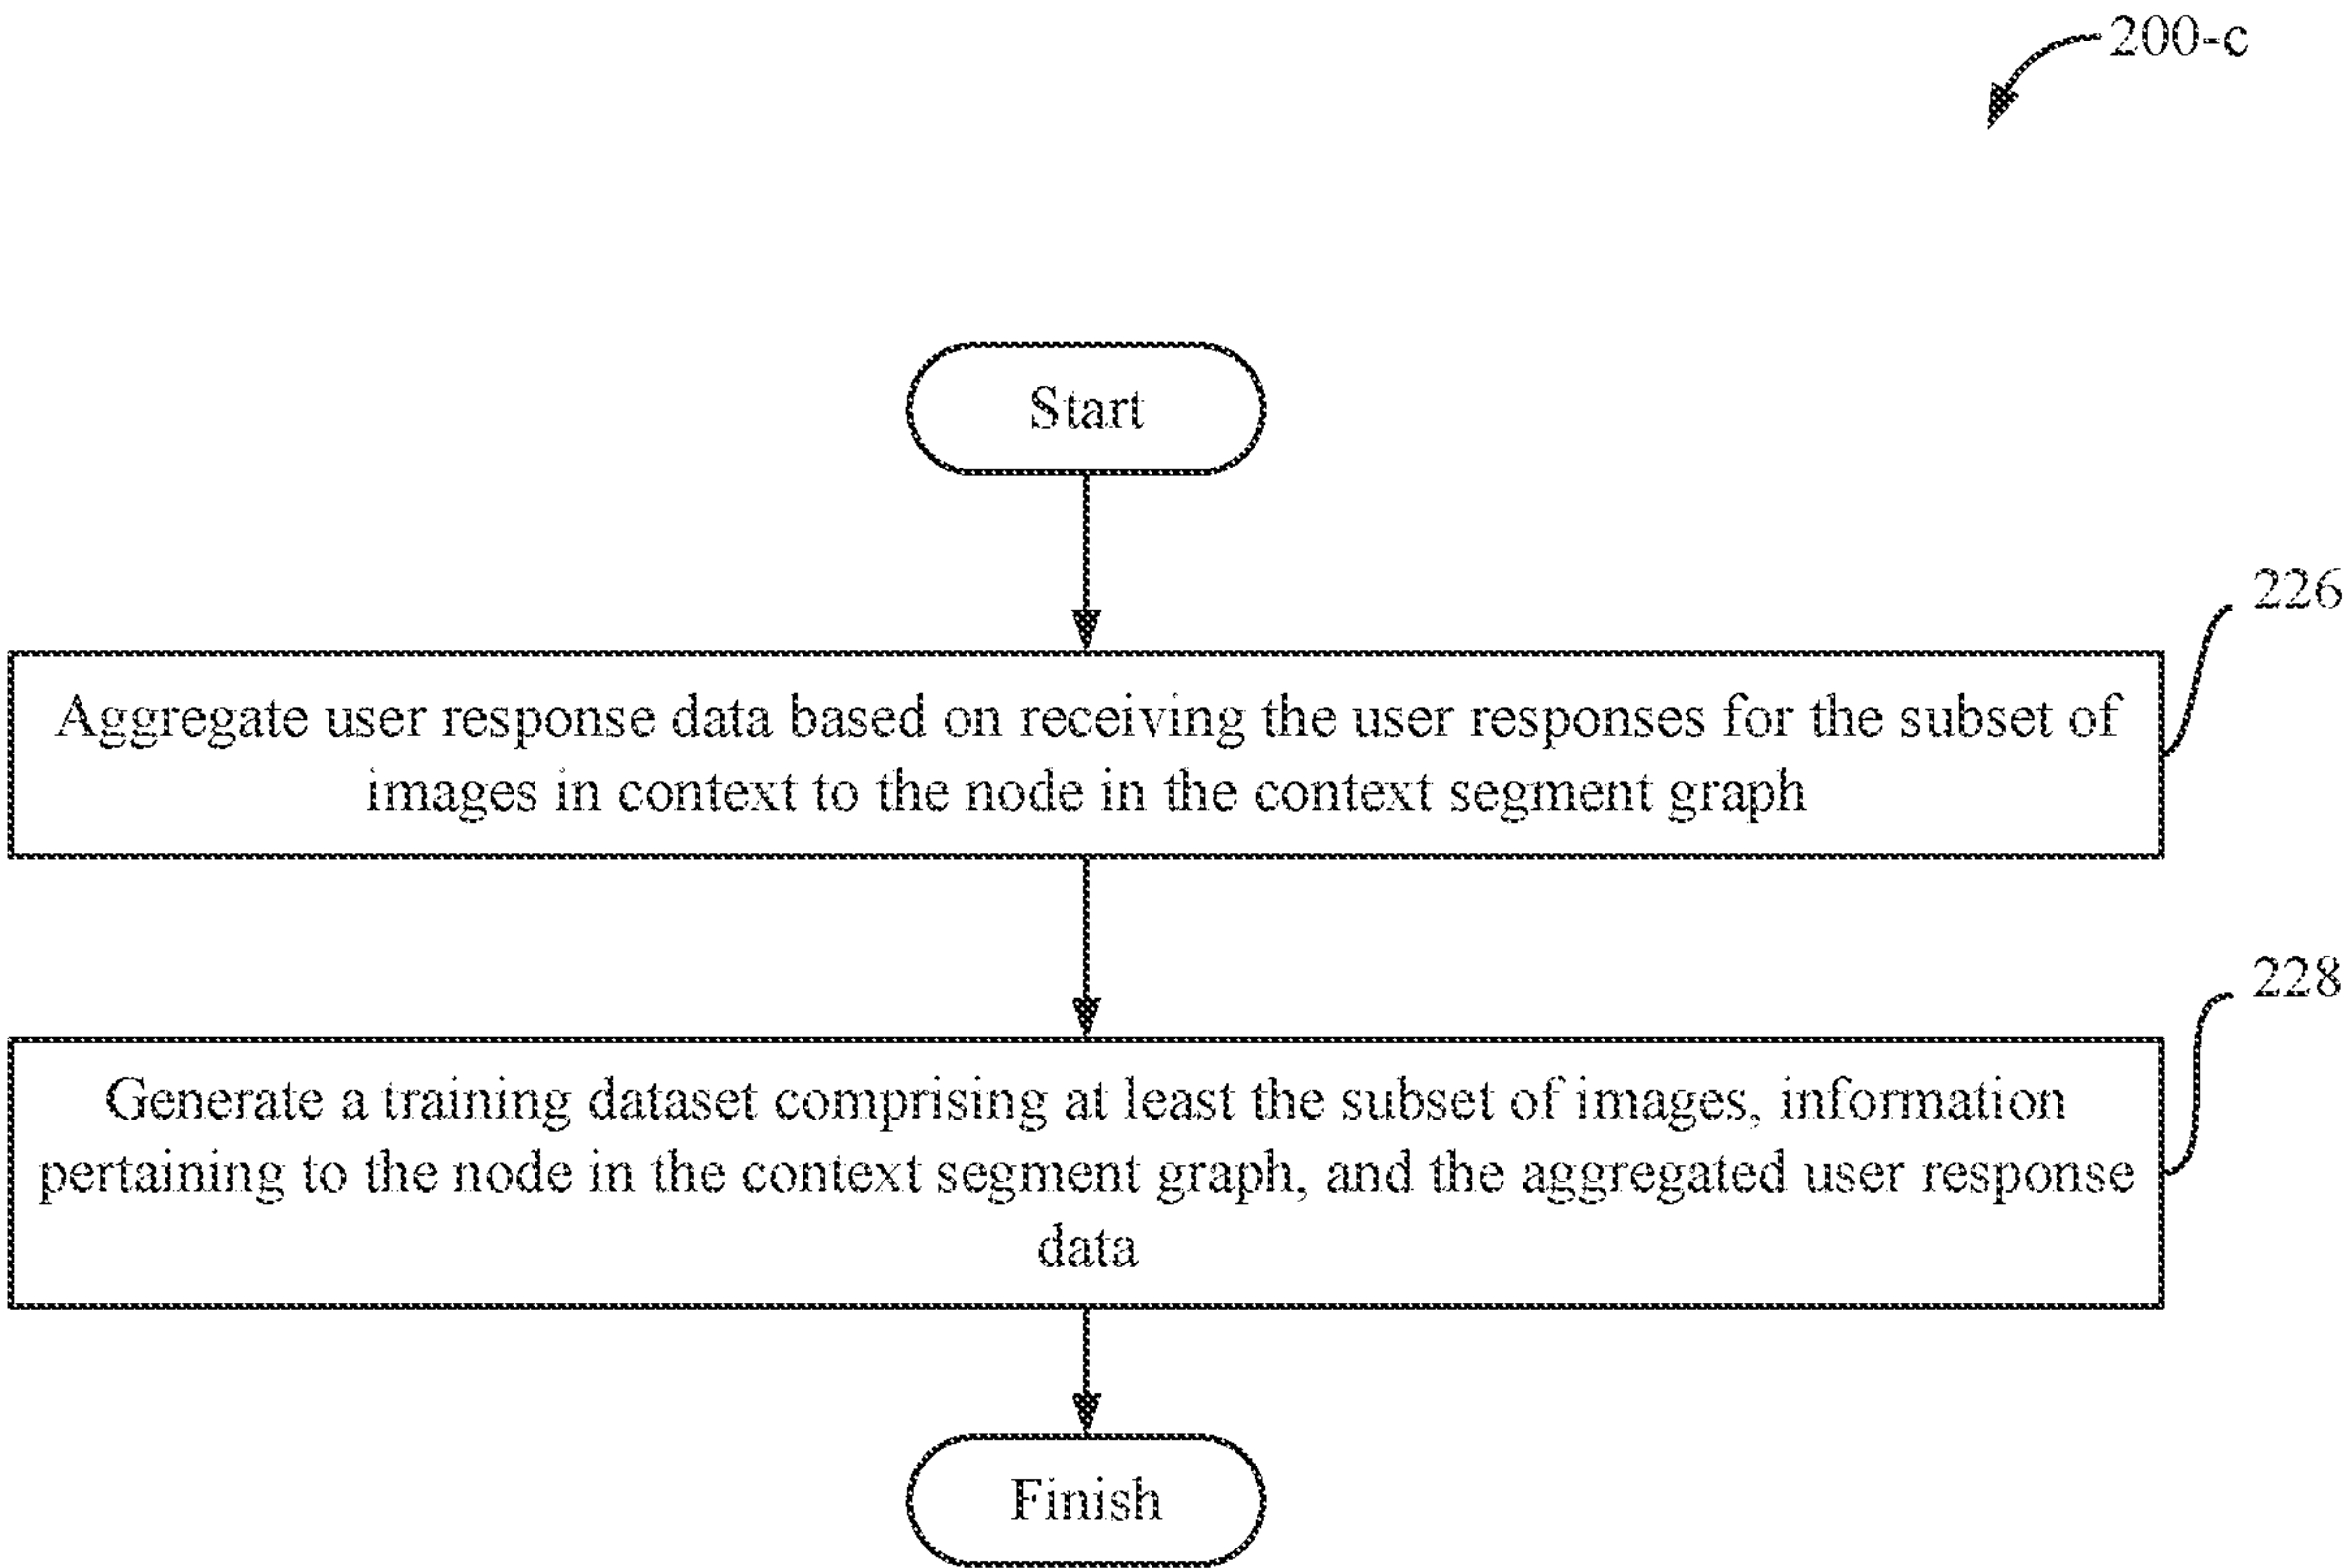 200-c
Start
226
Aggregate user response data based on receiving the user responses for the subset of
images in context to the node in the context segment graph
228
Generate a training dataset comprising at least the subset of images, information
pertaining to the node in the context segment graph, and the aggregated user response
data
Finish